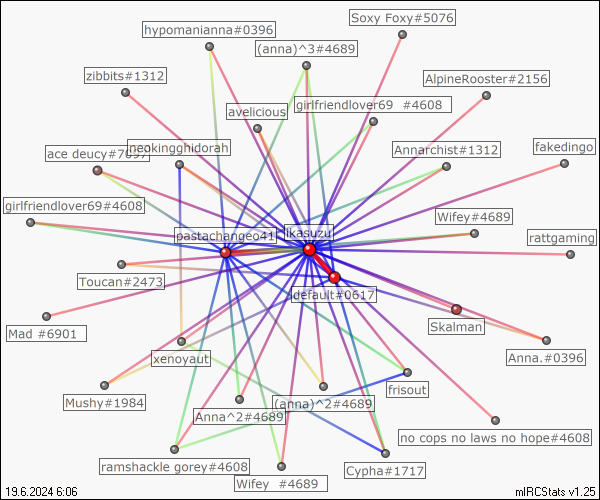 Soxy Foxy#5076
hypomanianna#0396
(anna)^3#4689
zibbits#1312
AlpineRooster#2156
girlfriendlover69 #4608
avelicious
neokingghidorah
Annarchist#1312
fakedingo
ace deucy#7697
girlfriendlover69#4608
Wifey#4689
pastachangeo41
ikasuzu
rattgaming
Toucan#2473
default#0617
Mad #6901
Skalman
xenoyaut
Anna.#0396
frisout
Mushy#1984
(anna)^2#4689
Anna^2#4689
no cops no laws no hope#4608
ramshackle gorey#4608
Cypha#1717
Wifey #4689
19.6.2024 6:06
mIRCStats v1.25